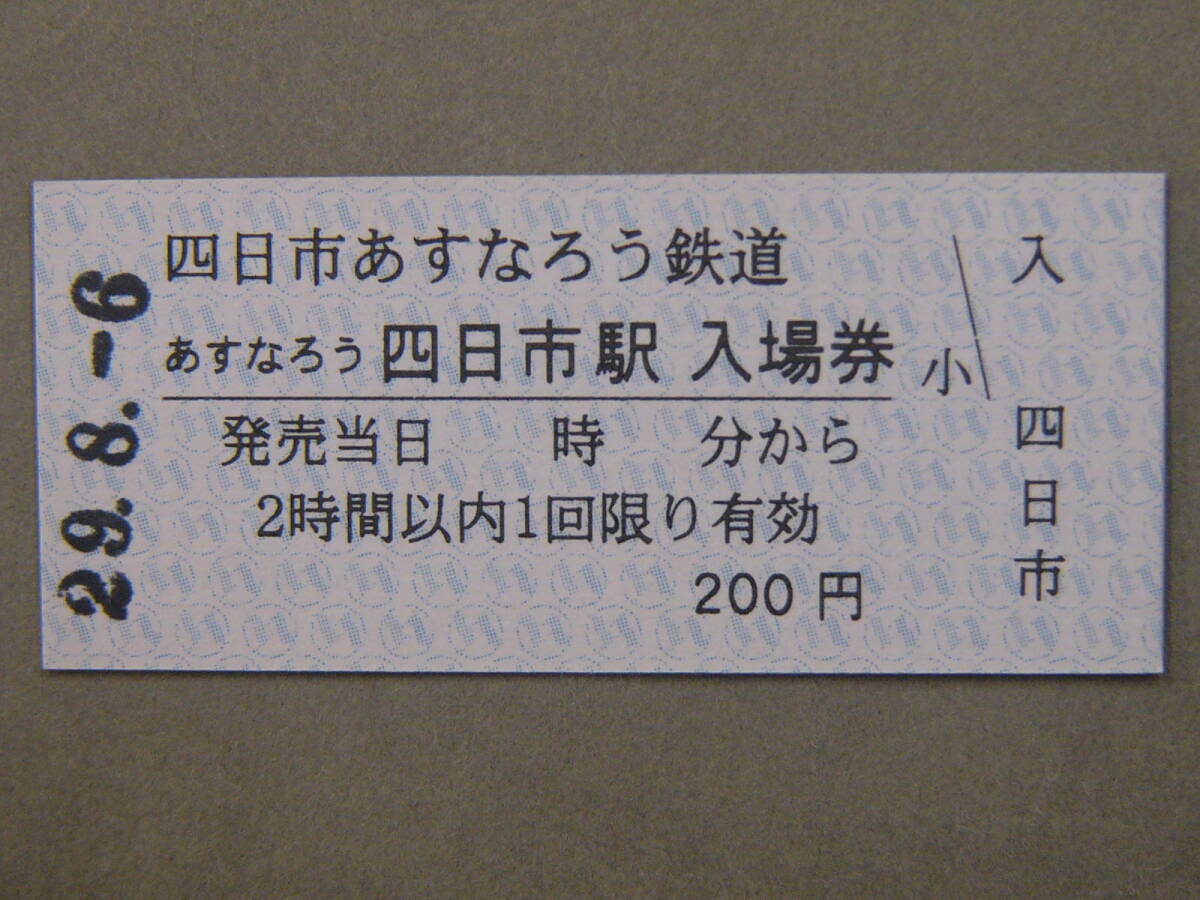 29.8.-6
四日市あすなろう鉄道
あすなろう 四日市駅 入場券
発売当日 時 分から
2時間以内1回限り有効
200円
小
入
四日市